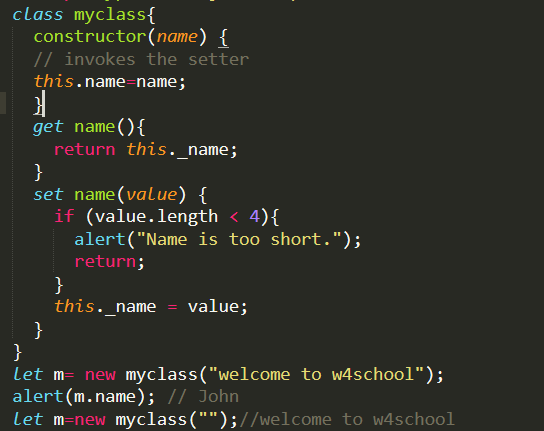 class myclass{
constructor(name) {
// invokes the setter
this.name=name;
}
get name(){
return this._name;
}
set name(value) {
if (value.length < 4){
alert("Name is too short.");
return;
}
this._name = value;
}
}
let m= new myclass("welcome to w4school");
alert(m.name); // John
let m=new myclass("");//welcome to w4school